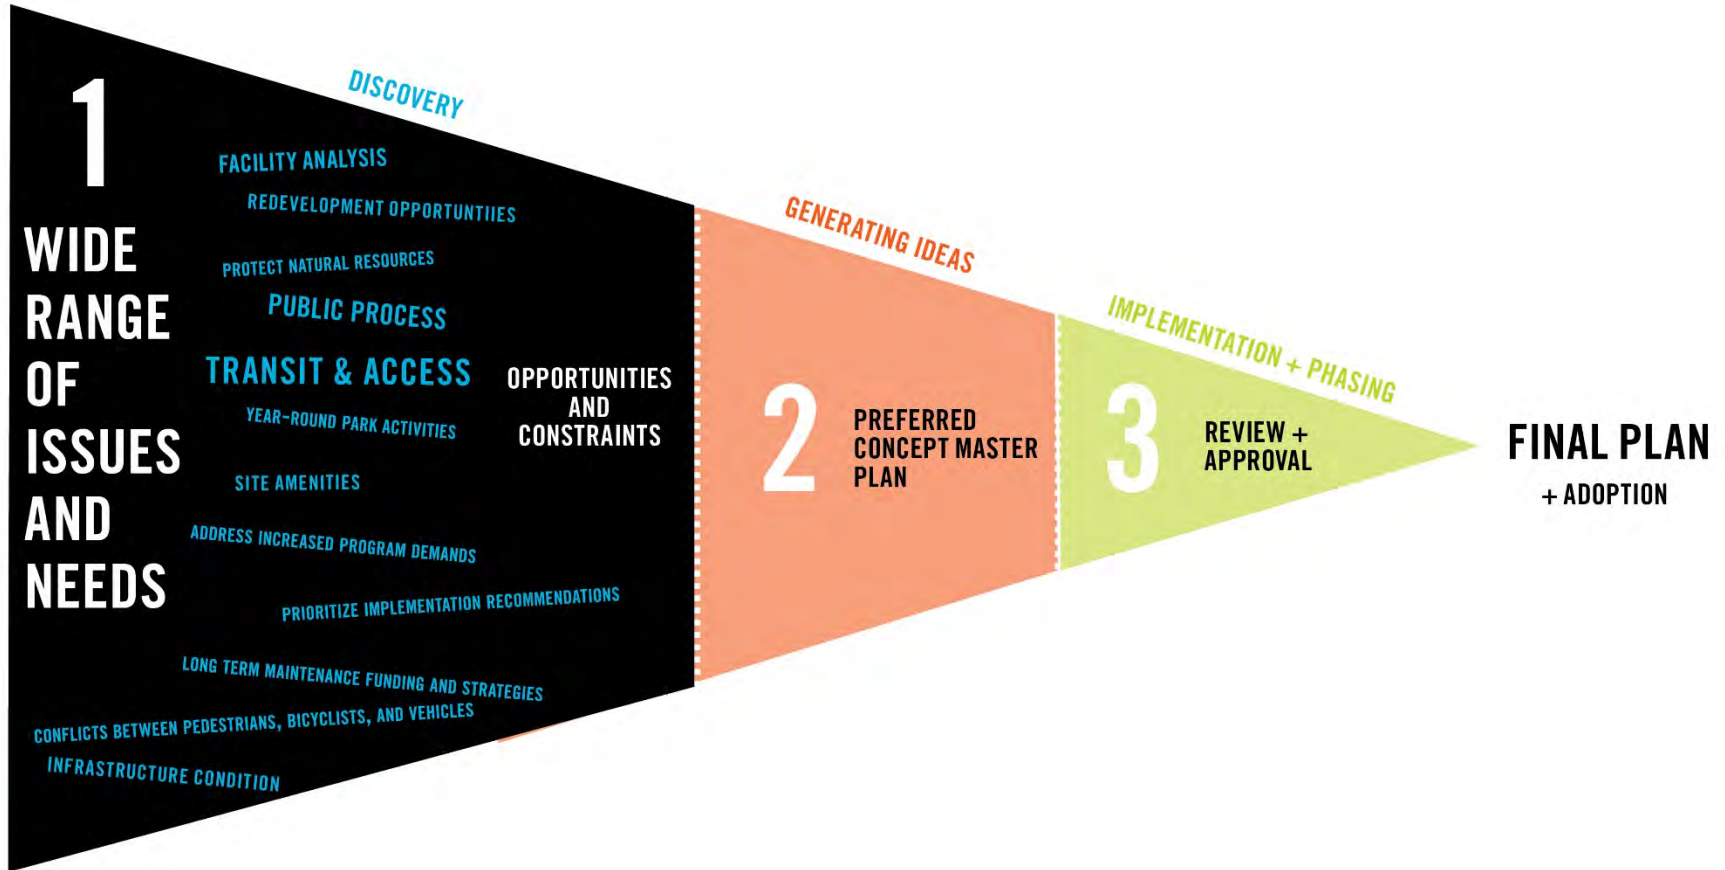 1
WIDE
RANGE
OF
ISSUES
AND
NEEDS
DISCOVERY
FACILITY ANALYSIS
REDEVELOPMENT OPPORTUNTIIES
PROTECT NATURAL RESOURCES
PUBLIC PROCESS
TRANSIT & ACCESS
YEAR-ROUND PARK ACTIVITIES
SITE AMENITIES
ADDRESS INCREASED PROGRAM DEMANDS
PRIORITIZE IMPLEMENTATION RECOMMENDATIONS
LONG TERM MAINTENANCE FUNDING AND STRATEGIES
CONFLICTS BETWEEN PEDESTRIANS, BICYCLISTS, AND VEHICLES
INFRASTRUCTURE CONDITION
OPPORTUNITIES
AND
CONSTRAINTS
GENERATING IDEAS
2
PREFERRED
CONCEPT MASTER
PLAN
IMPLEMENTATION + PHASING
3
REVIEW +
APPROVAL
FINAL PLAN
+ ADOPTION